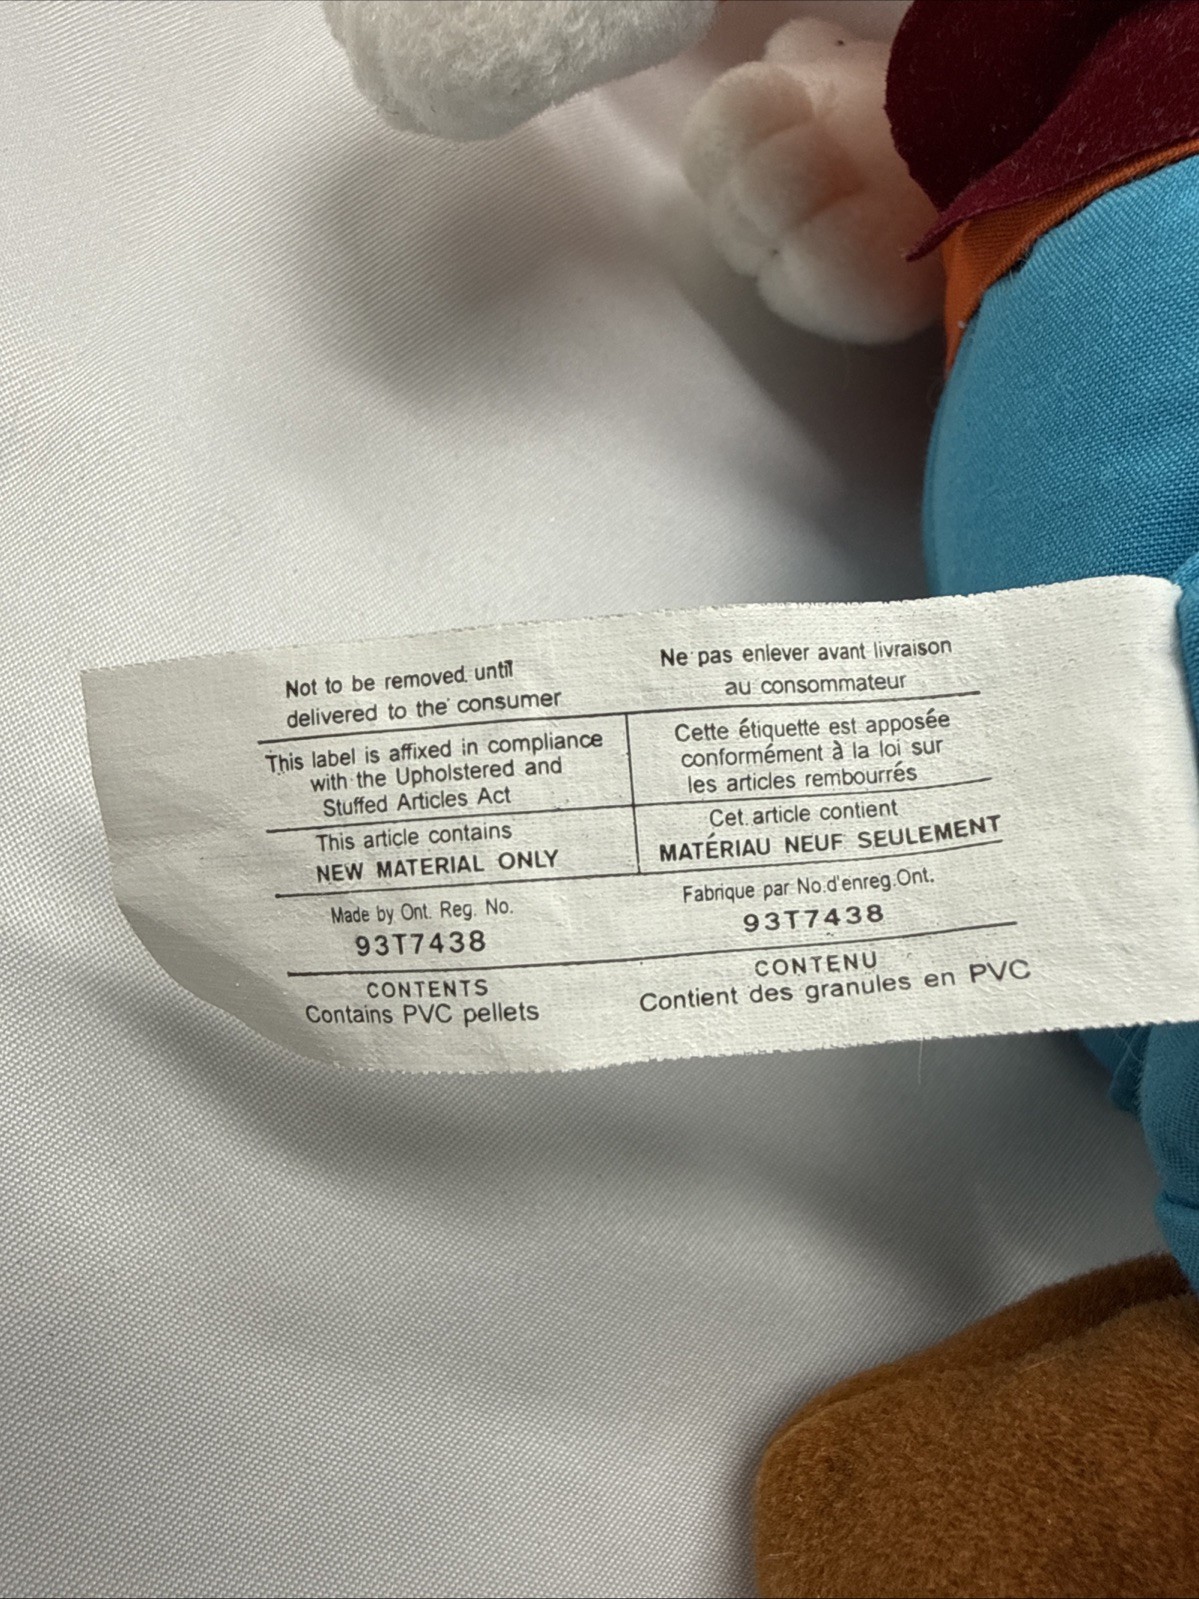 Not to be removed until
delivered to the consumer
Ne pas enlever avant livraison
au consommateur
This label is affixed in compliance
with the Upholstered and
Stuffed Articles Act
Cette étiquette est apposée
conformément à la loi sur
les articles rembourrés
This article contains
NEW MATERIAL ONLY
Cet article contient
MATÉRIAU NEUF SEULEMENT
Made by Ont. Reg. No.
93T7438
Fabrique par No.d'enreg.Ont.
93T7438
CONTENTS
Contains PVC pellets
CONTENU
Contient des granules en PVC